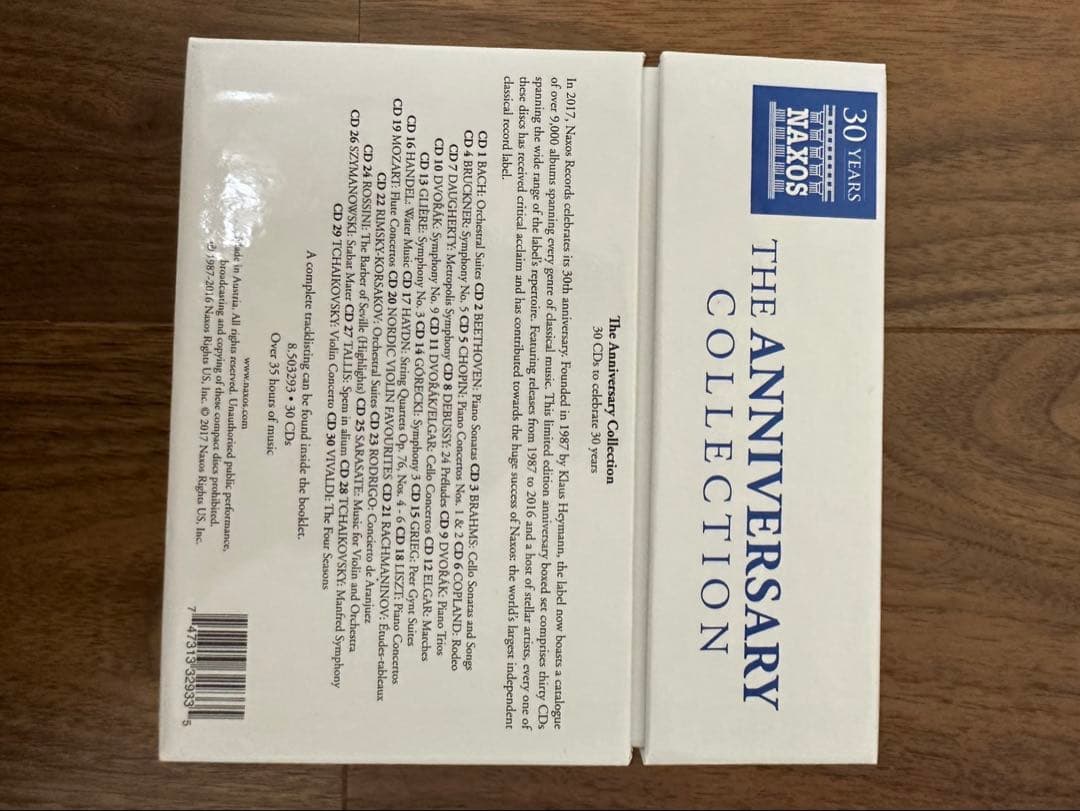 30 YEARS
NAXOS
THE ANNIVERSARY
COLLECTION
The Anniversary Collection
30 CDs to celebrate 30 years
In 2017, Naxos Records celebrates its 30th anniversary. Founded in 1987 by Klaus Heymann, the label now boasts a catalogue
of over 9,000 albums spanning every genre of classical music. This limited edition anniversary boxed set comprises thirty CDs
spanning the wide range of the label's repertoire. Featuring releases from 1987 to 2016 and a host of stellar artists, every one of
these discs has received critical acclaim and has contributed towards the huge success of Naxos: the world's largest independent
classical record label.
CD 1 BACH: Orchestral Suites CD 2 BEETHOVEN: Piano Sonatas CD 3 BRAHMS: Cello Sonatas and Songs
CD 4 BRUCKNER: Symphony No. 5 CD 5 CHOPIN: Piano Concertos Nos. 1 & 2 CD 6 COPLAND: Rodeo
CD 7 DAUGHERTY: Metropolis Symphony CD 8 DEBUSSY: 24 Préludes CD 9 DVOŘÁK: Piano Trios
CD 10 DVOŘÁK: Symphony No. 9 CD 11 DVOŘÁK/ELGAR: Cello Concertos CD 12 ELGAR: Marches
CD 13 GLIÈRE: Symphony No. 3 CD 14 GÓRECKI: Symphony 3 CD 15 GRIEG: Peer Gynt Suites
CD 16 HANDEL: Water Music CD 17 HAYDN: String Quartets Op. 76, Nos. 4 - 6 CD 18 LISZT: Piano Concertos
CD 19 MOZART: Flute Concertos CD 20 NORDIC VIOLIN FAVOURITES CD 21 RACHMANINOV: Études-tableaux
CD 22 RIMSKY-KORSAKOV: Orchestral Suites CD 23 RODRIGO: Concierto de Aranjuez
CD 24 ROSSINI: The Barber of Seville (Highlights) CD 25 SARASATE: Music for Violin and Orchestra
CD 26 SZYMANOWSKI: Stabat Mater CD 27 TALLIS: Spem in alium CD 28 TCHAIKOVSKY: Manfred Symphony
CD 29 TCHAIKOVSKY: Violin Concerto CD 30 VIVALDI: The Four Seasons
A complete tracklisting can be found inside the booklet.
8.503293 • 30 CDs
Over 35 hours of music
www.naxos.com
Made in Austria. All rights reserved. Unauthorised public performance,
broadcasting and copying of these compact discs prohibited.
℗ 1987-2016 Naxos Rights US, Inc. © 2017 Naxos Rights US, Inc.
7 47313 32933 5